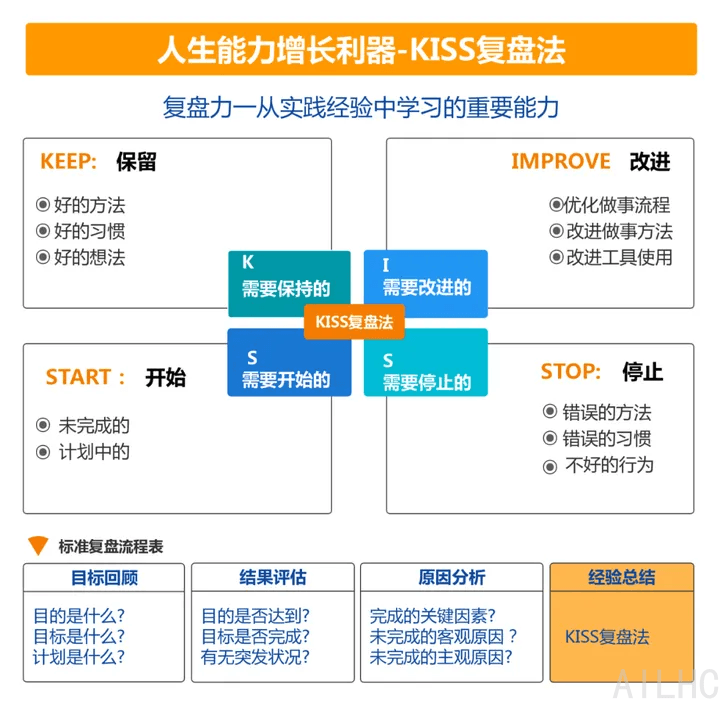 人生能力增长利器-KISS复盘法
复盘力一从实践经验中学习的重要能力
KEEP: 保留
好的方法
好的习惯
好的想法
IMPROVE 改进
优化做事流程
改进做事方法
改进工具使用
K
需要保持的
I
需要改进的
KISS复盘法
S
需要开始的
S
需要停止的
START： 开始
未完成的
计划中的
STOP: 停止
错误的方法
错误的习惯
不好的行为
标准复盘流程表
目标回顾
目的是什么?
目标是什么?
计划是什么?
结果评估
目的是否达到?
目标是否完成?
有无突发状况?
原因分析
完成的关键因素?
未完成的客观原因？
未完成的主观原因?
经验总结
KISS复盘法
AILHC